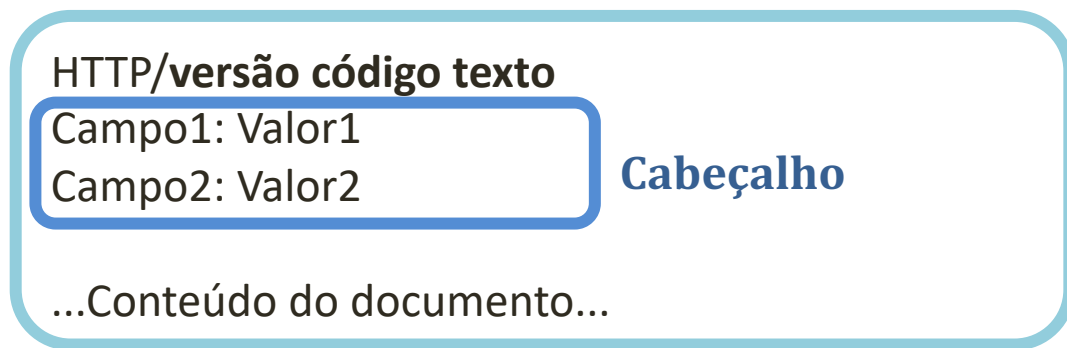 HTTP/versão código texto
Campo1: Valor1
Campo2: Valor2
Cabeçalho
...Conteúdo do documento...